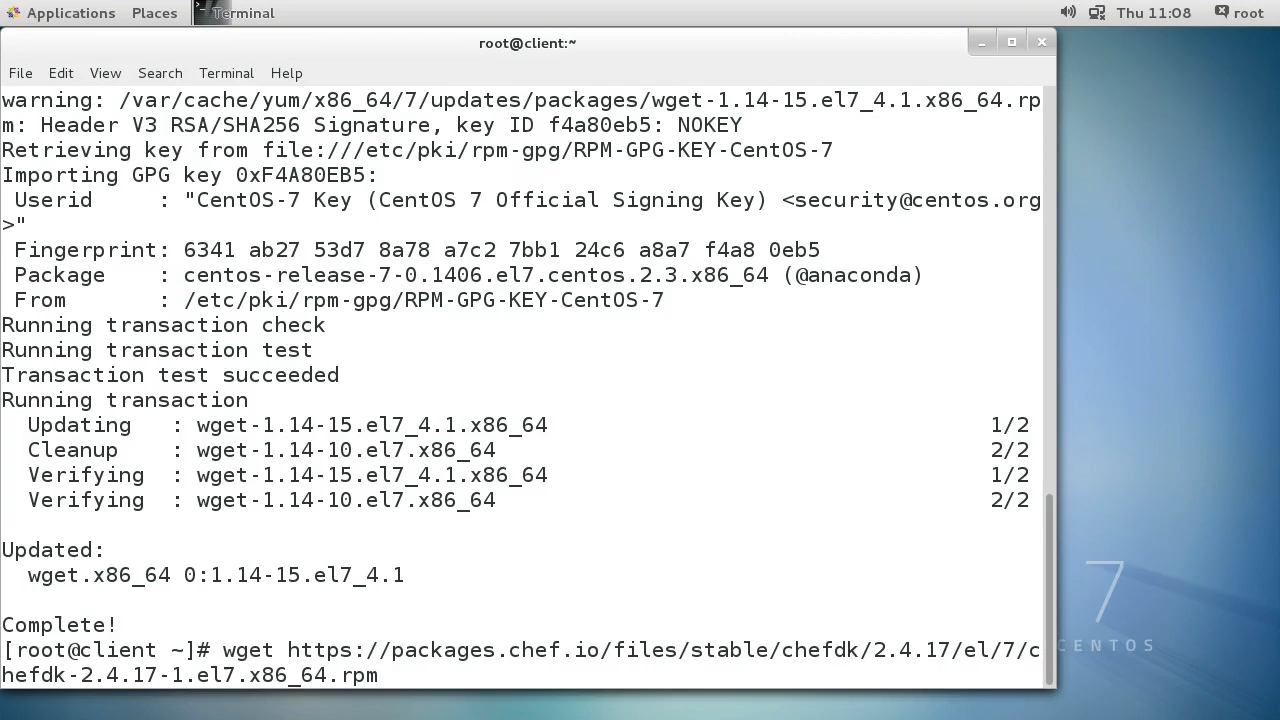 Applications Places Terminal Thu 11:08 root
root@client:~
File Edit View Search Terminal Help
warning: /var/cache/yum/x86_64/7/updates/packages/wget-1.14-15.el7_4.1.x86_64.rp
m: Header V3 RSA/SHA256 Signature, key ID f4a80eb5: NOKEY
Retrieving key from file:///etc/pki/rpm-gpg/RPM-GPG-KEY-CentOS-7
Importing GPG key 0xF4A80EB5:
 Userid     : "CentOS-7 Key (CentOS 7 Official Signing Key) <security@centos.org
>"
 Fingerprint: 6341 ab27 53d7 8a78 a7c2 7bb1 24c6 a8a7 f4a8 0eb5
 Package    : centos-release-7-0.1406.el7.centos.2.3.x86_64 (@anaconda)
 From       : /etc/pki/rpm-gpg/RPM-GPG-KEY-CentOS-7
Running transaction check
Running transaction test
Transaction test succeeded
Running transaction
  Updating   : wget-1.14-15.el7_4.1.x86_64 1/2
  Cleanup    : wget-1.14-10.el7.x86_64 2/2
  Verifying  : wget-1.14-15.el7_4.1.x86_64 1/2
  Verifying  : wget-1.14-10.el7.x86_64 2/2
Updated:
  wget.x86_64 0:1.14-15.el7_4.1
Complete!
[root@client ~]# wget https://packages.chef.io/files/stable/chefdk/2.4.17/el/7/c
hefdk-2.4.17-1.el7.x86_64.rpm
7
CENTOS